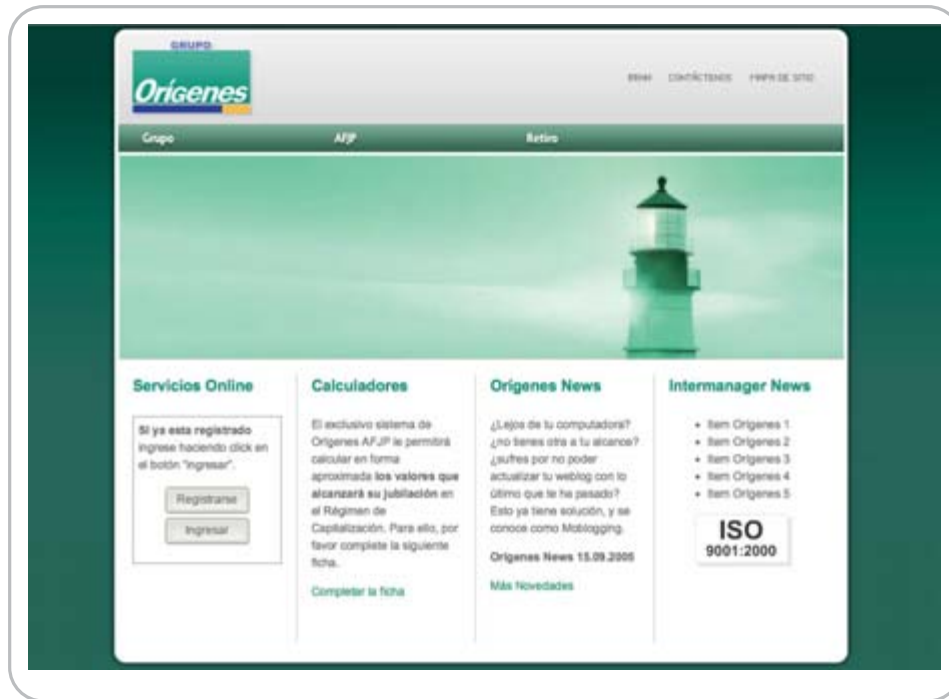 GRUPO
Orígenes
CONTÁCTENOS MAPA DE SITIO
Grupo AFJP Retiro
Servicios Online
Si ya esta registrado
ingrese haciendo click en
el botón "ingresar".
Registrarse
Ingresar
Calculadores
El exclusivo sistema de
Orígenes AFJP le permitirá
calcular en forma
aproximada los valores que
alcanzará su jubilación en
el Régimen de
Capitalización. Para ello, por
favor complete la siguiente
ficha.
Completar la ficha
Orígenes News
¿Lejos de tu computadora?
¿no tienes otra a tu alcance?
¿sufres por no poder
actualizar tu weblog con lo
último que te ha pasado?
Esto ya tiene solución, y se
conoce como Moblogging.
Orígenes News 15.09.2005
Más Novedades
Intermanager News
• Item Orígenes 1
• Item Orígenes 2
• Item Orígenes 3
• Item Orígenes 4
• Item Orígenes 5
ISO
9001:2000